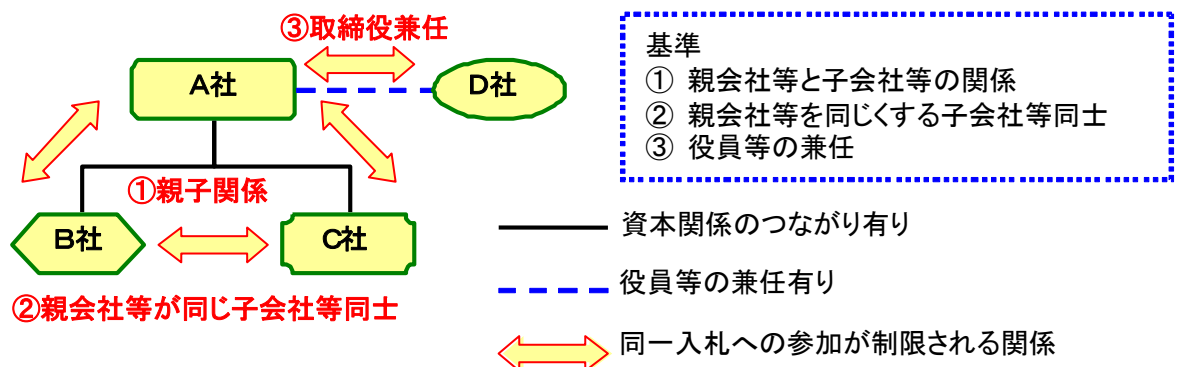 ③取締役兼任
A社
D社
①親子関係
B社
C社
②親会社等が同じ子会社等同士
基準
① 親会社等と子会社等の関係
② 親会社等を同じくする子会社等同士
③ 役員等の兼任
資本関係のつながり有り
役員等の兼任有り
同一入札への参加が制限される関係